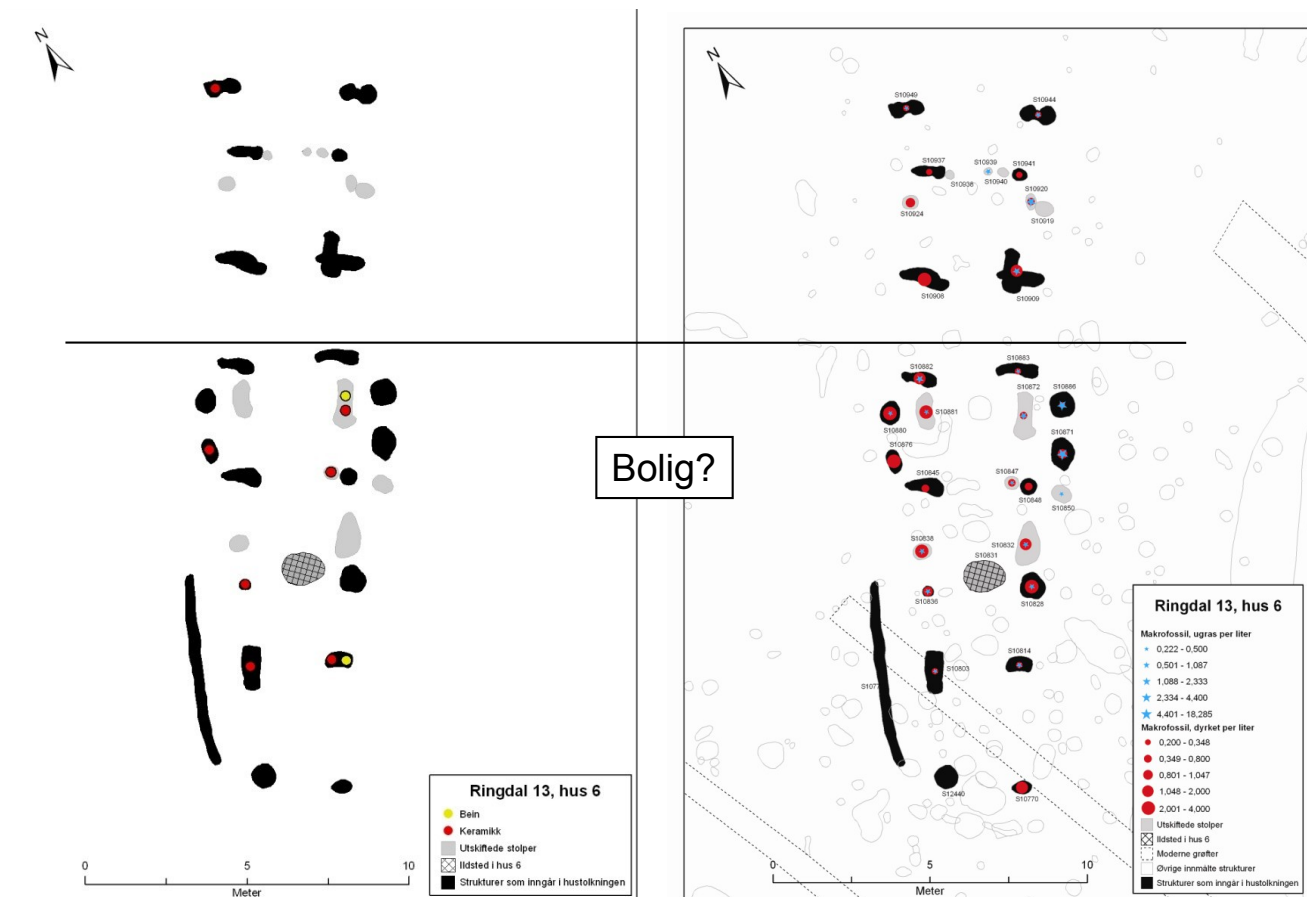 N
N
S10949
S10944
S10937
S10939
S10941
S10938
S10940
S10920
S10924
S10919
S10908
S10909
S10882
S10883
S10872
S10886
S10881
S10880
S10871
S10876
S10845
S10847
S10850
Bolig?
S10838
S10832
S10831
S10836
S10828
S10803
S10814
S12440
S10770
Ringdal 13, hus 6
Bein
Keramikk
Utskiftede stolper
Ildsted i hus 6
Strukturer som inngår i hustolkningen
0 5 10
Meter
Ringdal 13, hus 6
Makrofossil, ugras per liter
0,222 - 0,500
0,501 - 1,087
1,088 - 2,333
2,334 - 4,400
4,401 - 18,285
Makrofossil, dyrket per liter
0,200 - 0,348
0,349 - 0,800
0,801 - 1,047
1,048 - 2,000
2,001 - 4,000
Utskiftede stolper
Ildsted i hus 6
Moderne grøfter
Øvrige innmålte strukturer
Strukturer som inngår i hustolkningen
0 5 10
Meter